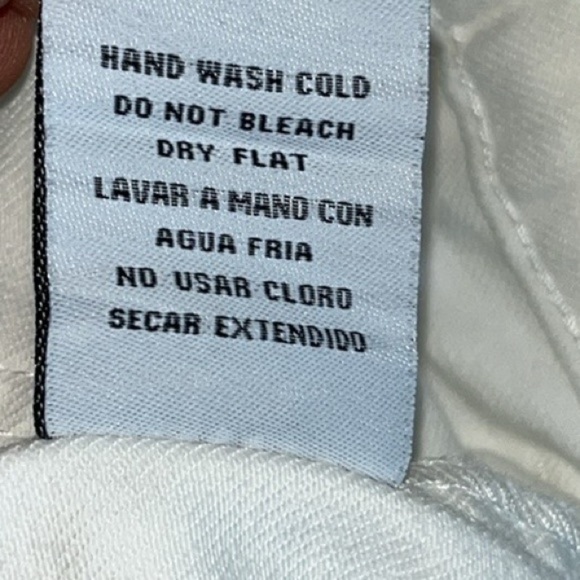 HAND WASH COLD
DO NOT BLEACH
DRY FLAT
LAVAR A MANO CON
AGUA FRIA
NO USAR CLORO
SECAR EXTENDIDO